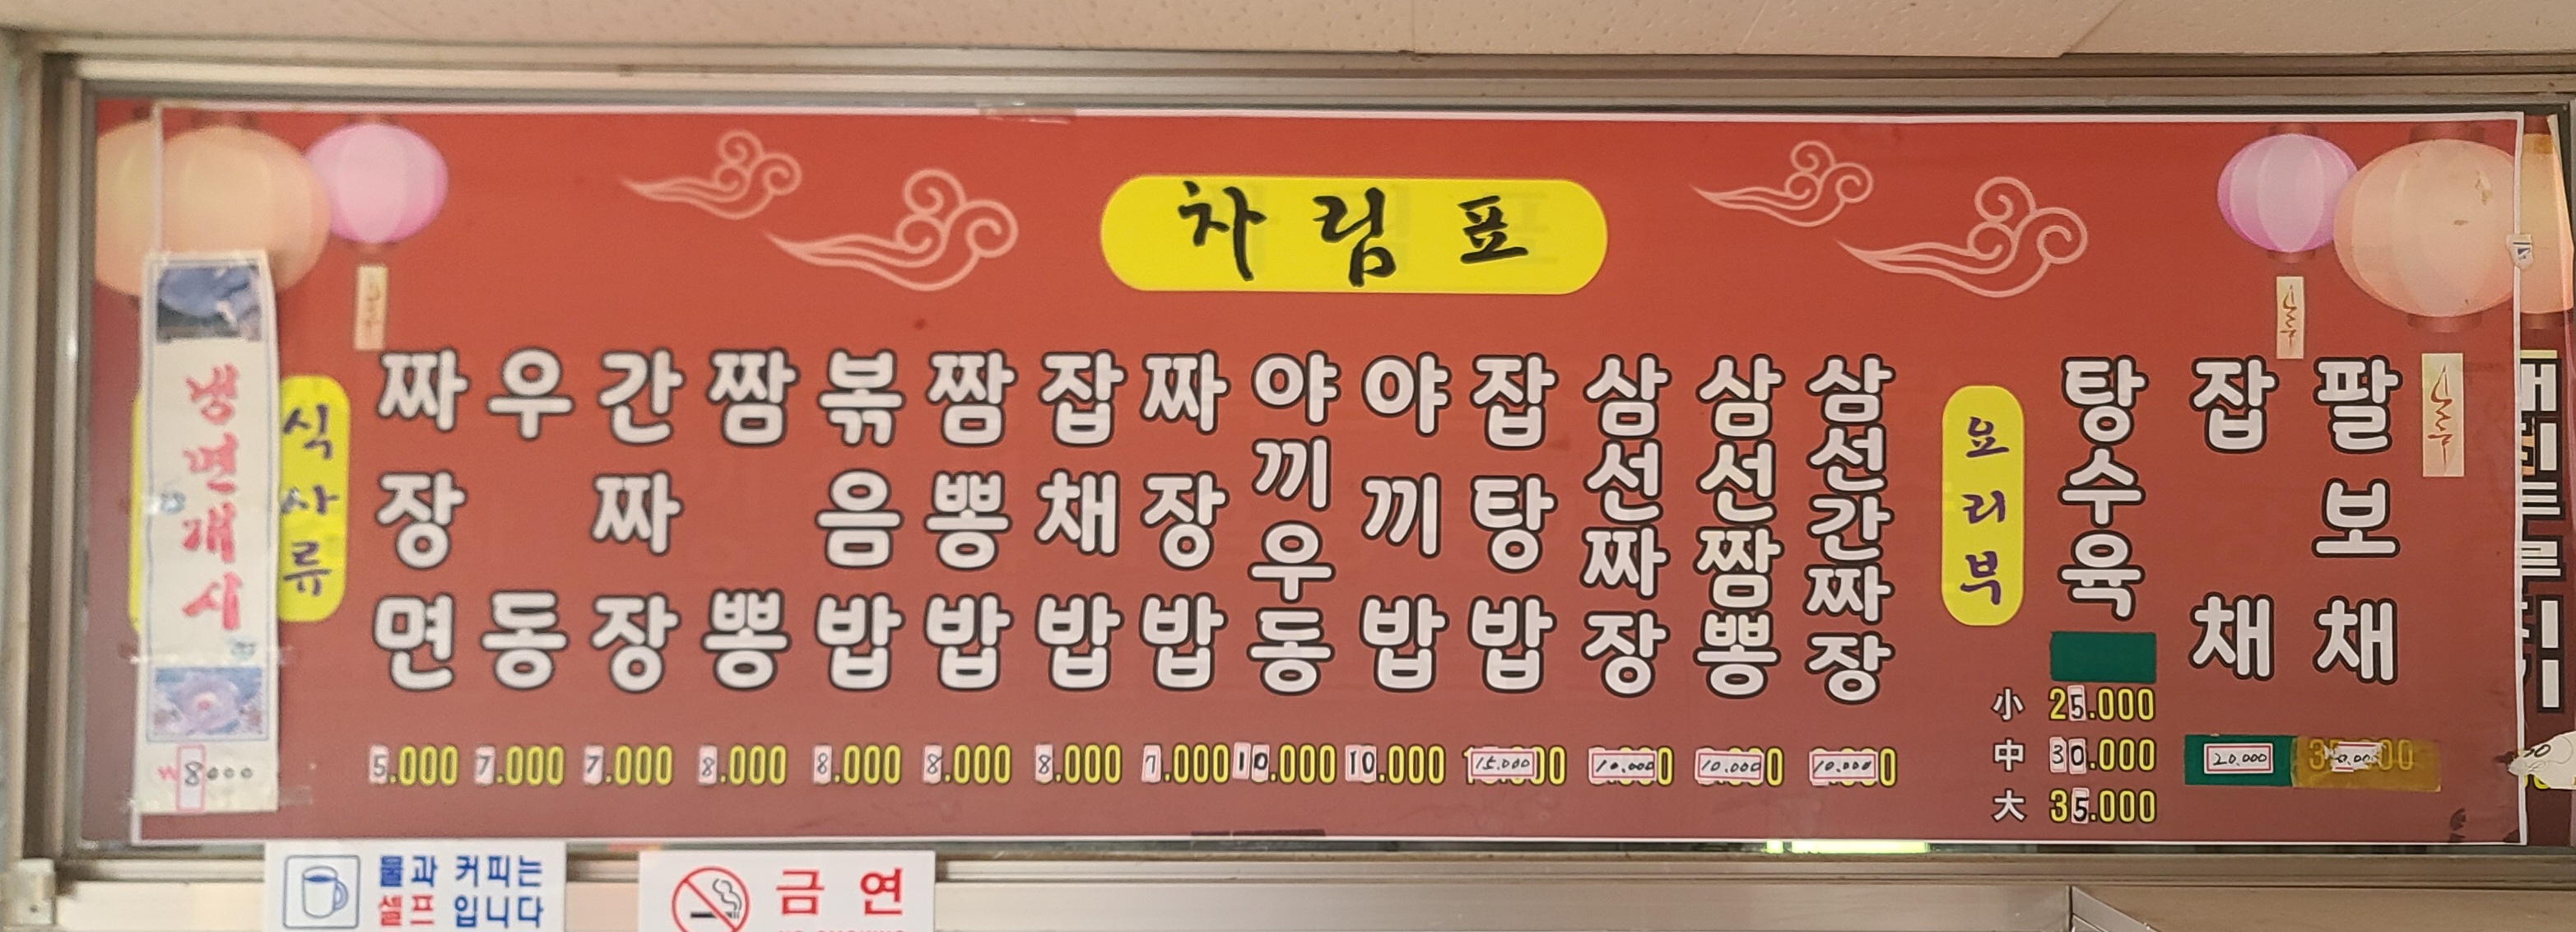 차림표
냉면개시
₩8000
식사류
짜장면 5.000
우동 7.000
간짜장 7.000
짬뽕 8.000
볶음밥 8.000
짬뽕밥 8.000
잡채밥 8.000
짜장밥 7.000
야끼우동 10.000
야끼밥 10.000
잡탕밥 15.000
삼선짜장 10.000
삼선짬뽕 10.000
삼선간짜장 10.000
요리부
탕수육
小 25.000
中 30.000
大 35.000
잡채 20.000
팔보채
물과 커피는
셀프 입니다
금연